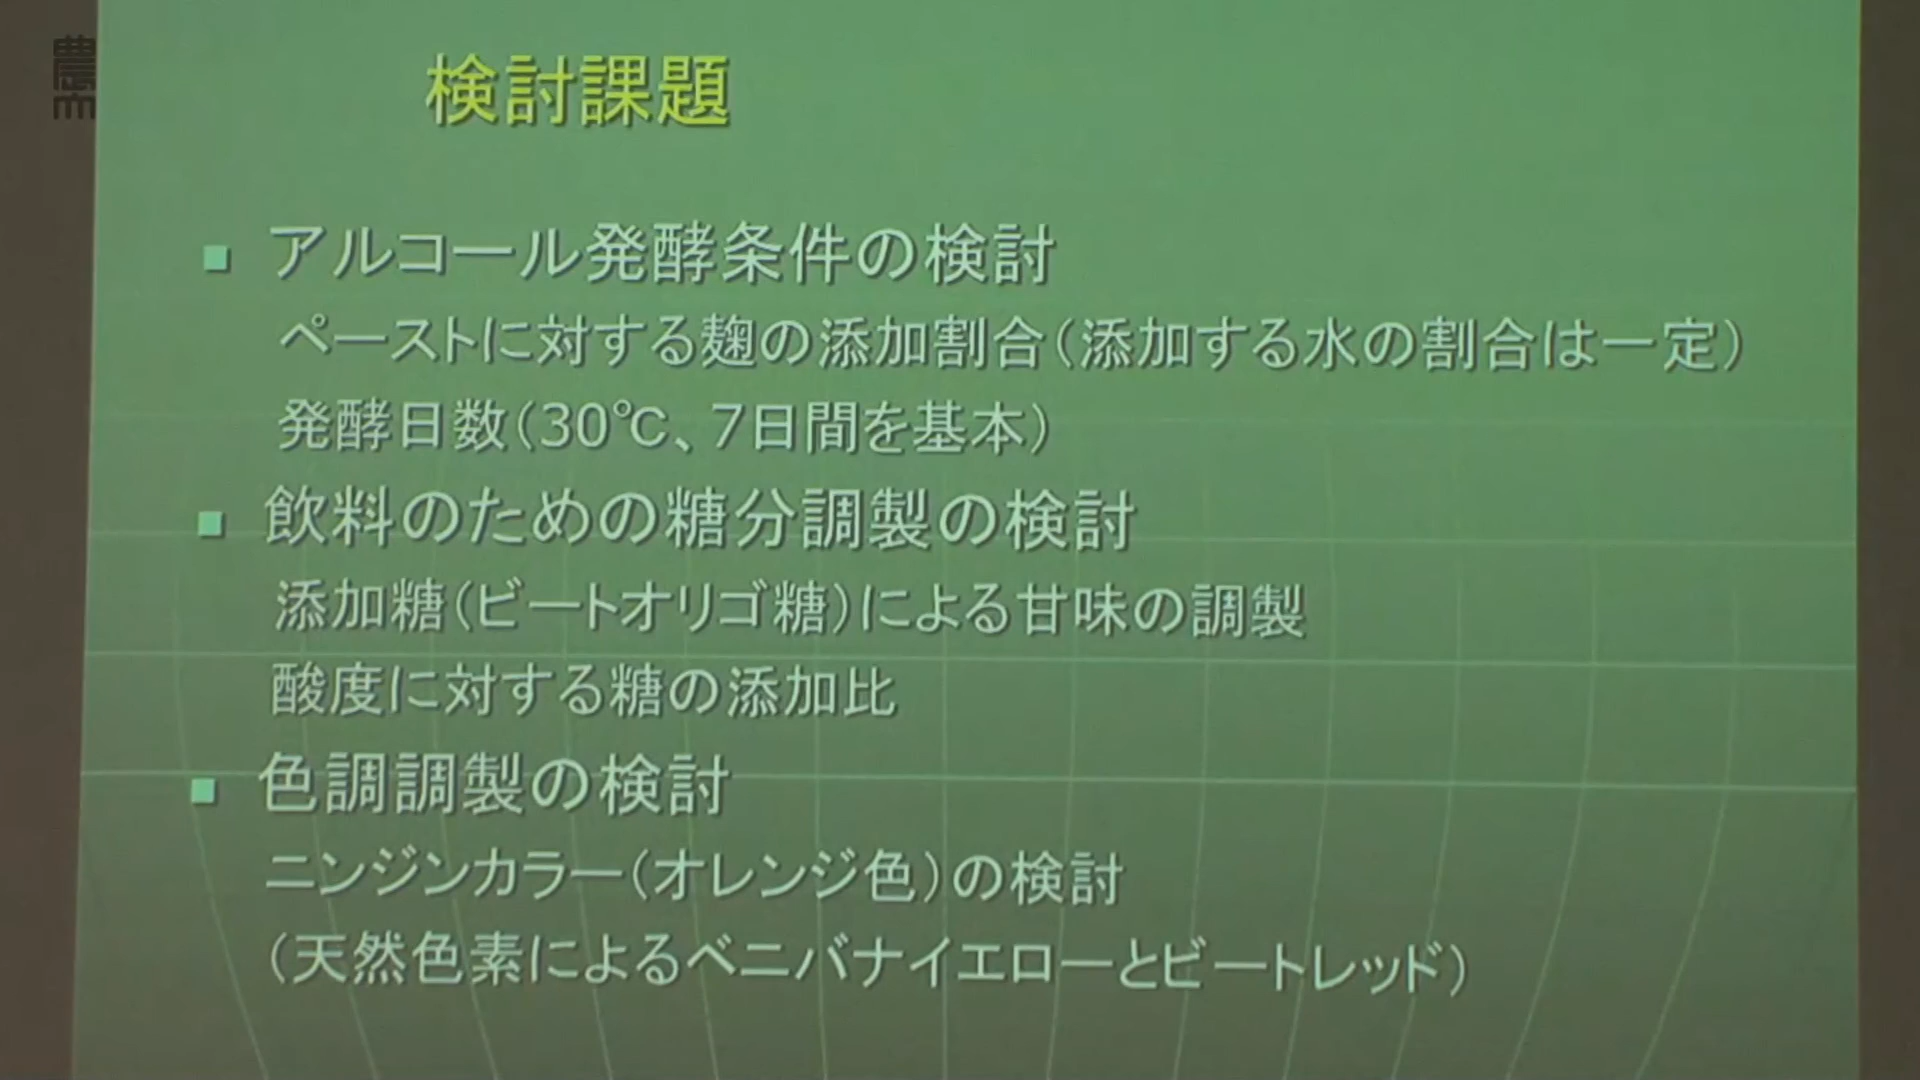 検討課題
■ アルコール発酵条件の検討
ペーストに対する麹の添加割合（添加する水の割合は一定）
発酵日数（30℃、7日間を基本）
■ 飲料のための糖分調製の検討
添加糖（ビートオリゴ糖）による甘味の調製
酸度に対する糖の添加比
■ 色調調製の検討
ニンジンカラー（オレンジ色）の検討
（天然色素によるベニバナイエローとビートレッド）